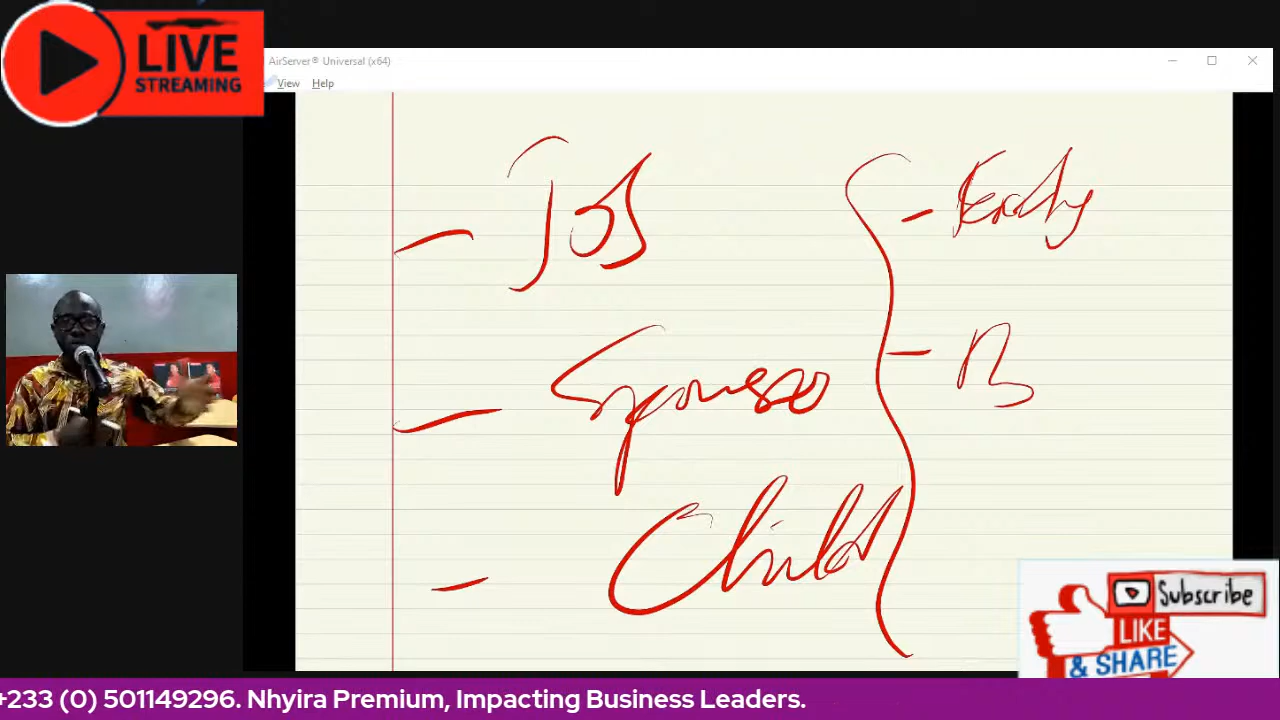 LIVE
STREAMING
AirServer® Universal (x64)
View Help
- Job
- Spouse
- Child
- B
Subscribe
LIKE
& SHARE
+233 (0) 501149296. Nhyira Premium, Impacting Business Leaders.